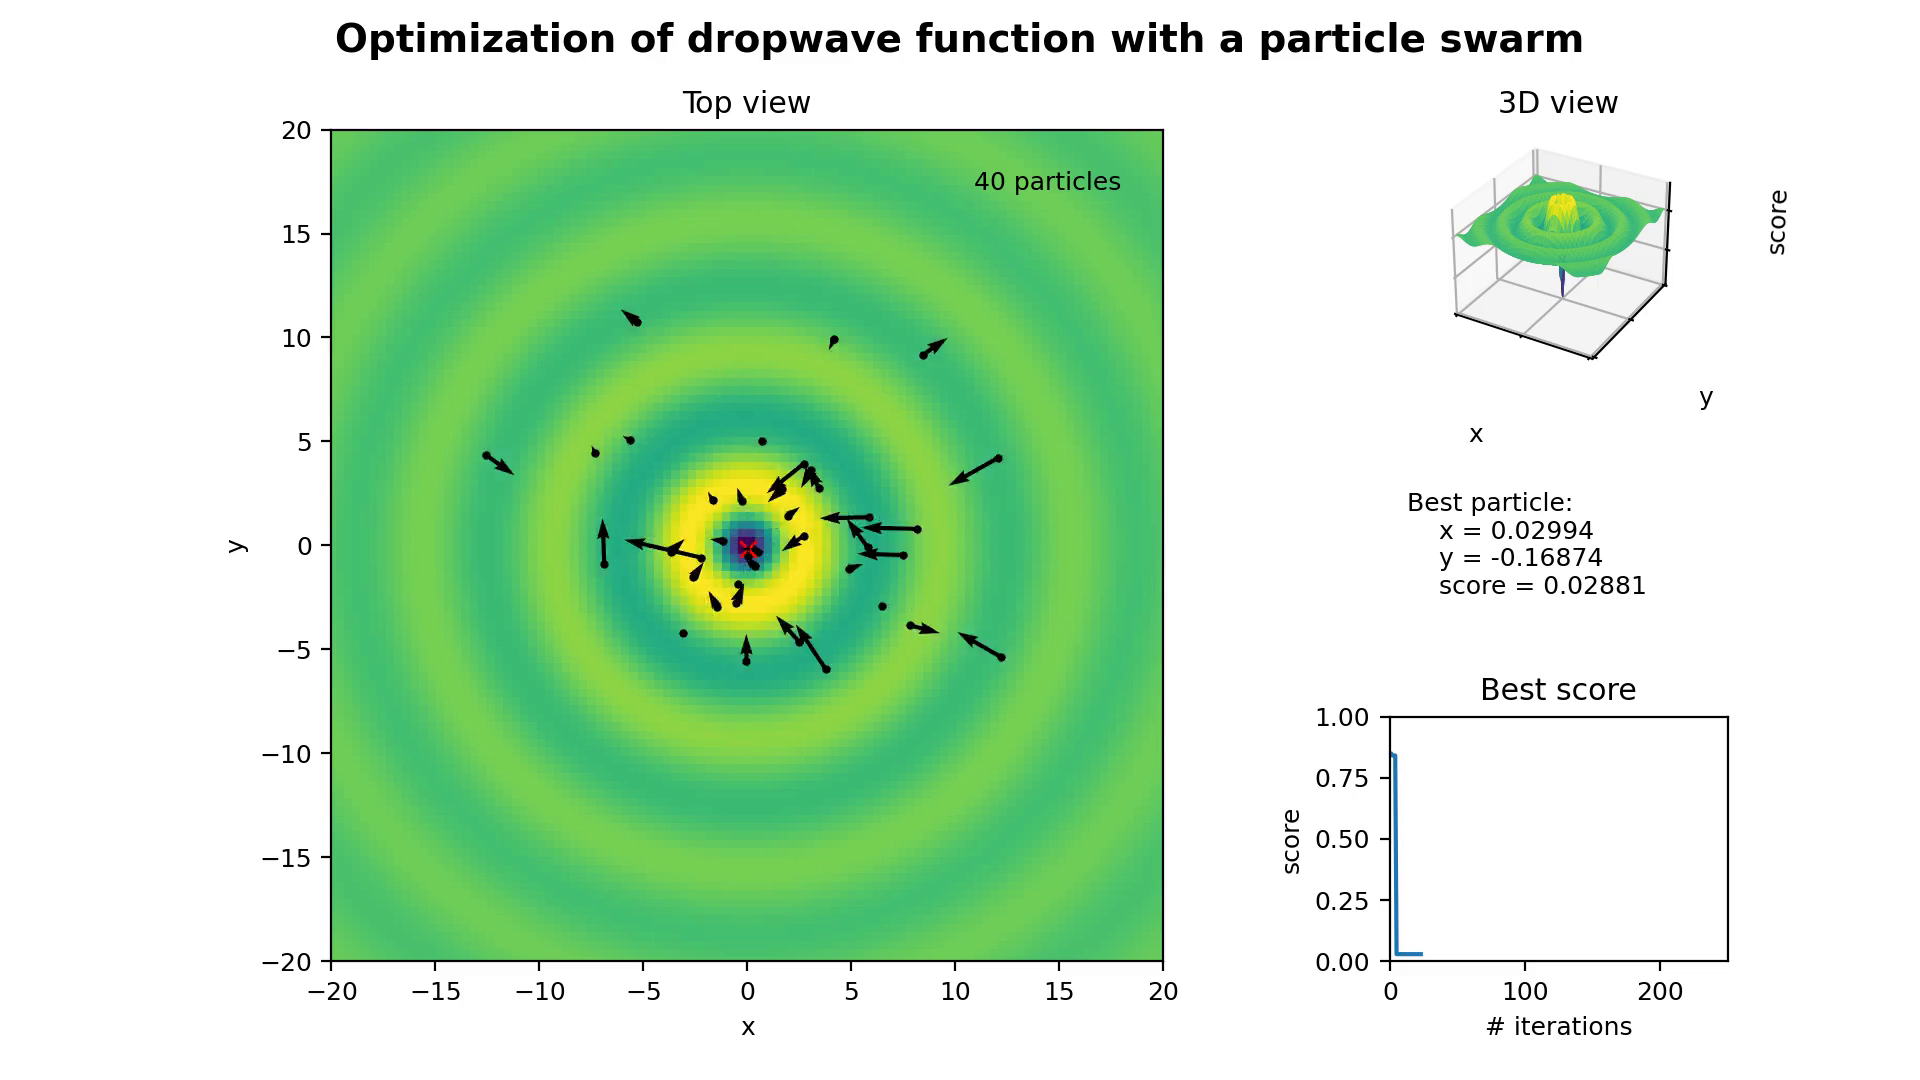 Optimization of dropwave function with a particle swarm
Top view
40 particles
20
15
10
5
0
−5
−10
−15
−20
y
−20 −15 −10 −5 0 5 10 15 20
x
3D view
score
y
x
Best particle:
x = 0.02994
y = -0.16874
score = 0.02881
Best score
1.00
0.75
0.50
0.25
0.00
score
0 100 200
# iterations